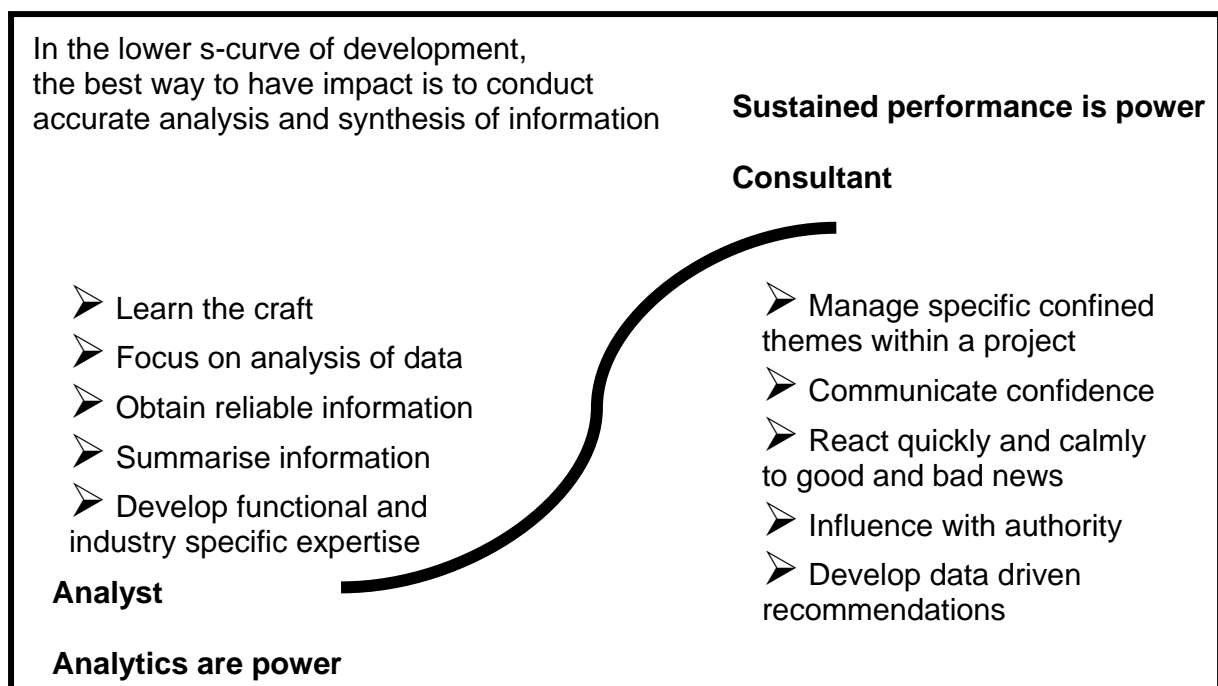 In the lower s-curve of development,
the best way to have impact is to conduct
accurate analysis and synthesis of information
Sustained performance is power
Consultant
➢ Learn the craft
➢ Focus on analysis of data
➢ Obtain reliable information
➢ Summarise information
➢ Develop functional and
industry specific expertise
Analyst
Analytics are power
➢ Manage specific confined
themes within a project
➢ Communicate confidence
➢ React quickly and calmly
to good and bad news
➢ Influence with authority
➢ Develop data driven
recommendations